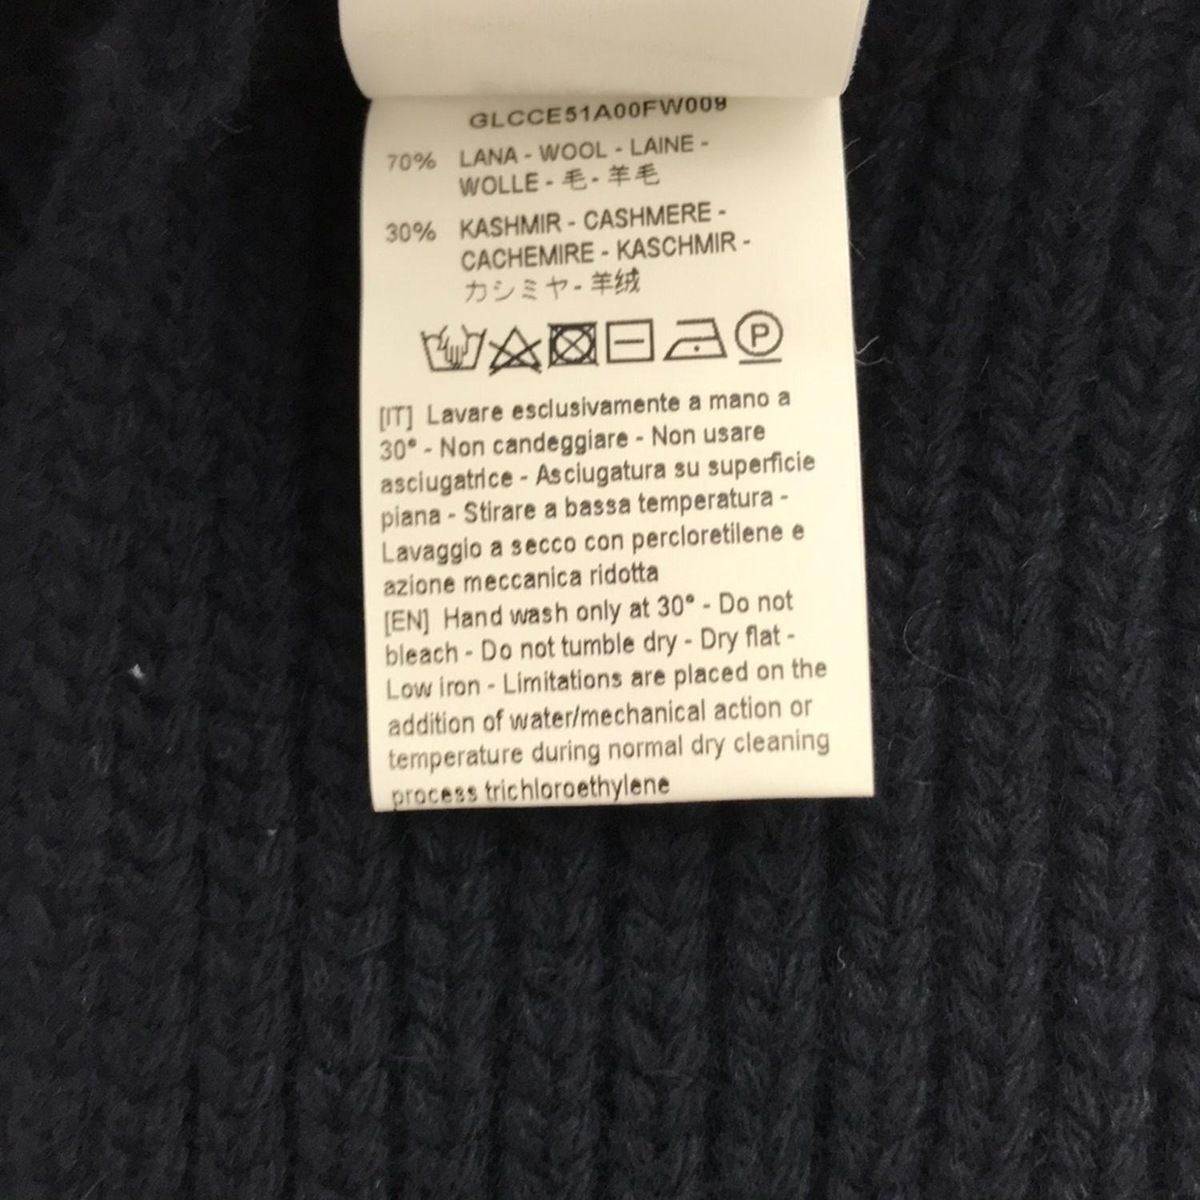 GLCCE51A00FW009
70% LANA - WOOL - LAINE -
WOLLE - 毛 - 羊毛
30% KASHMIR - CASHMERE -
CACHEMIRE - KASCHMIR -
カシミヤ - 羊绒
P
[IT] Lavare esclusivamente a mano a
30° - Non candeggiare - Non usare
asciugatrice - Asciugatura su superficie
piana - Stirare a bassa temperatura -
Lavaggio a secco con percloretilene e
azione meccanica ridotta
[EN] Hand wash only at 30° - Do not
bleach - Do not tumble dry - Dry flat -
Low iron - Limitations are placed on the
addition of water/mechanical action or
temperature during normal dry cleaning
process trichloroethylene